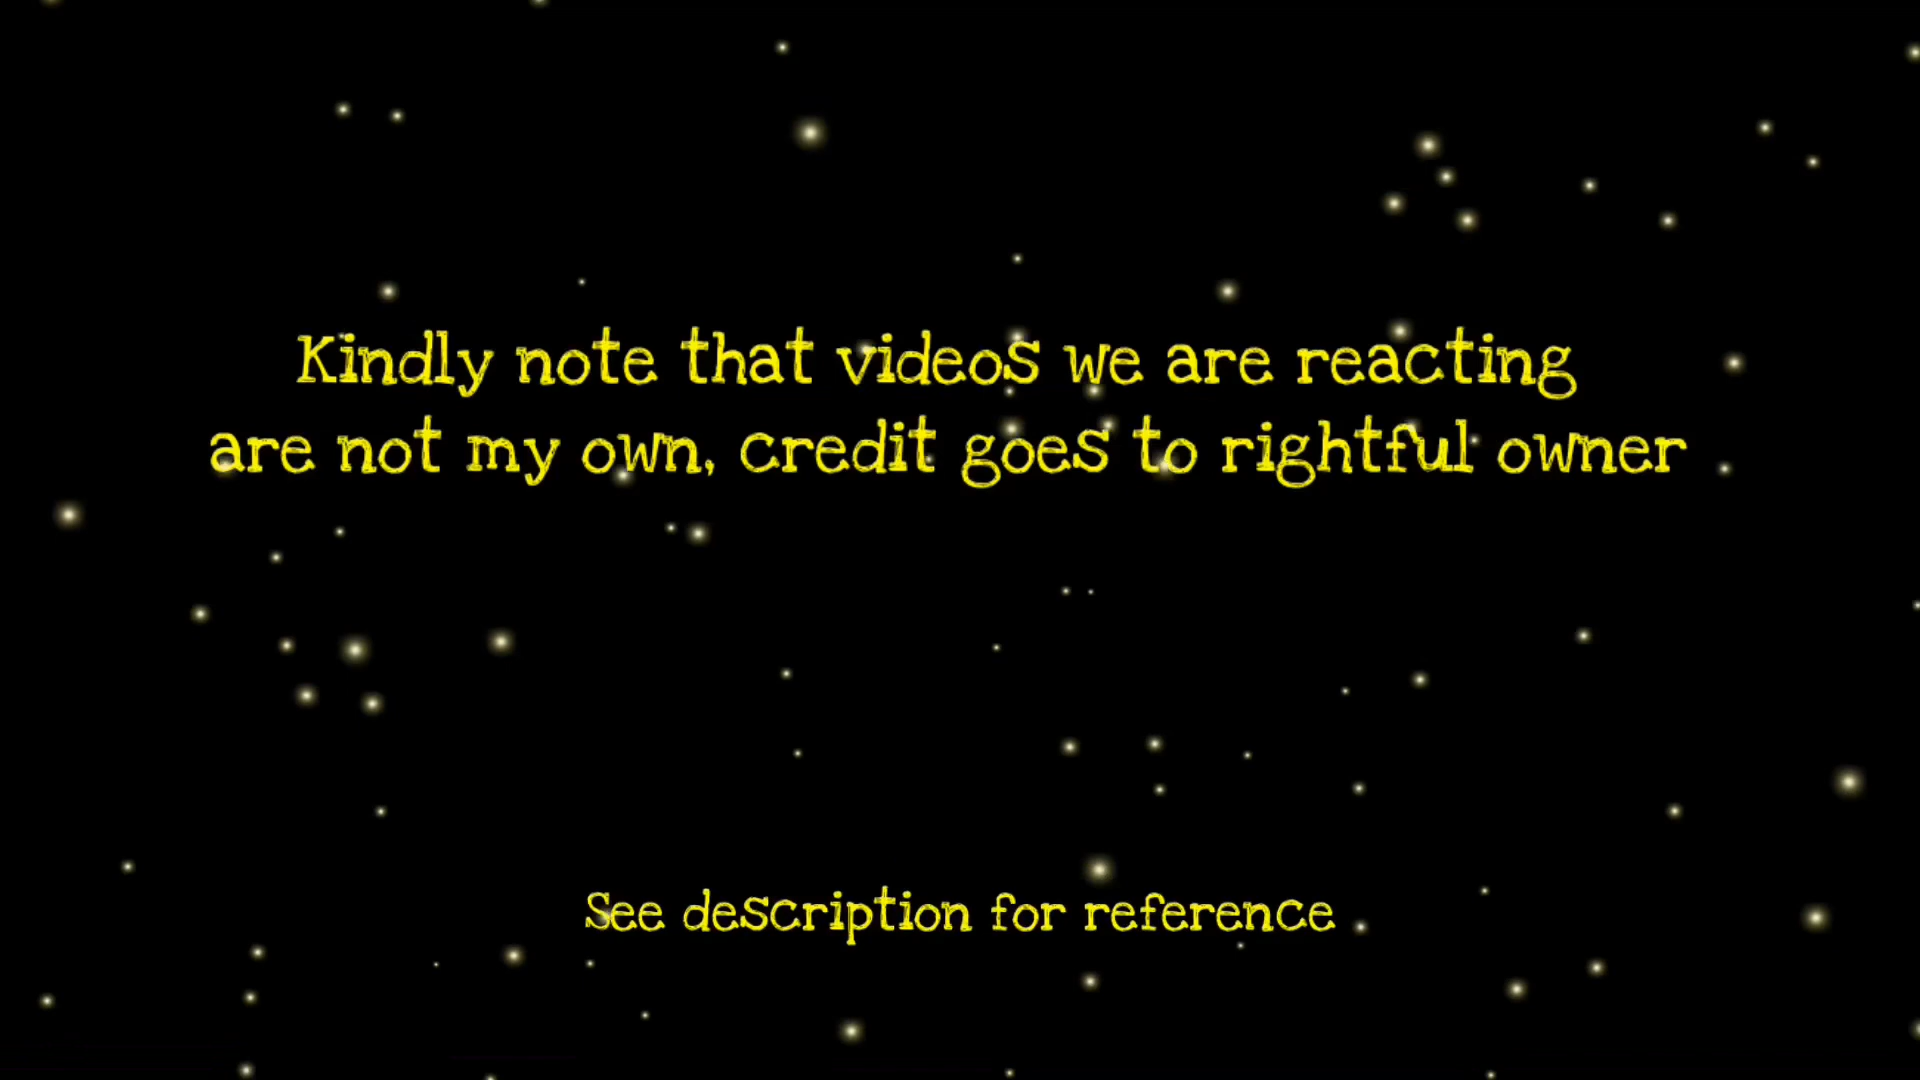 Kindly note that videos we are reacting
are not my own, credit goes to rightful owner
See description for reference